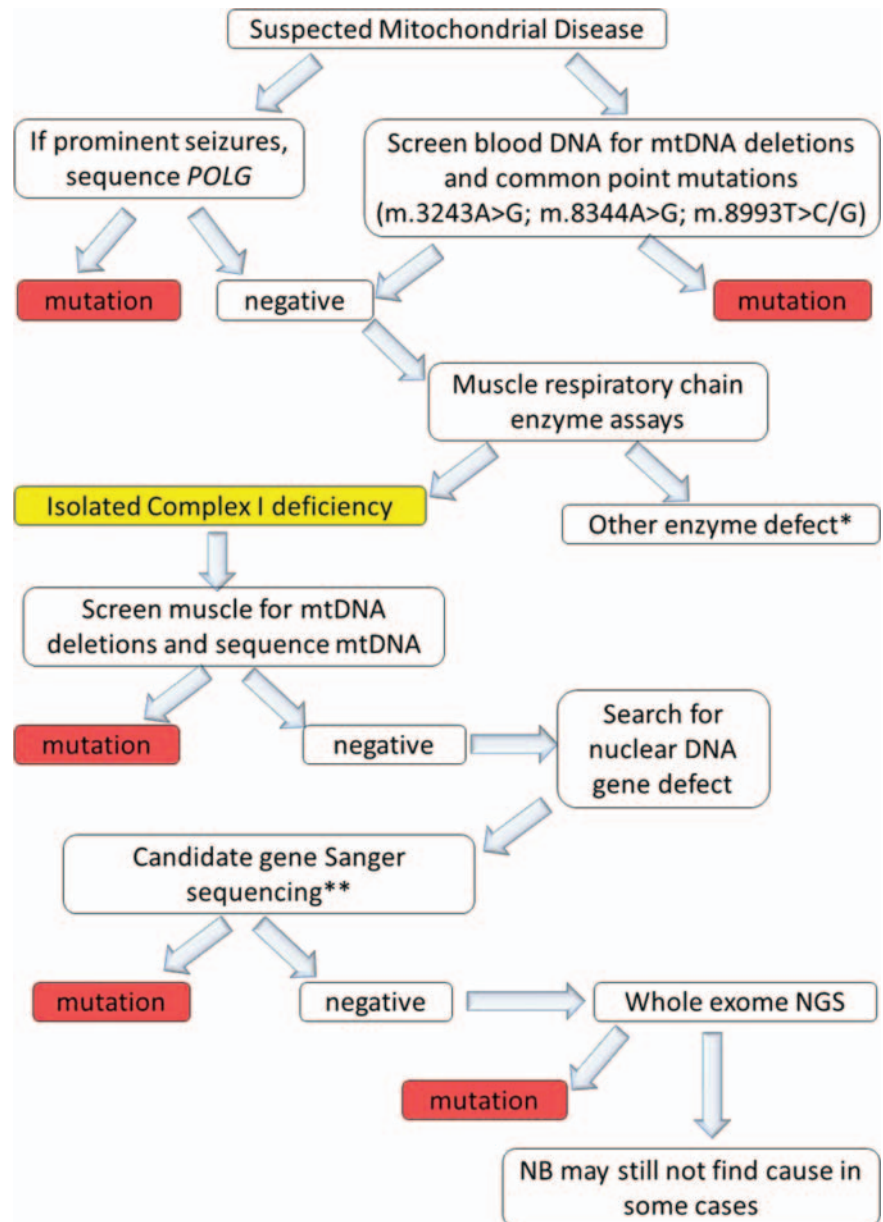 Suspected Mitochondrial Disease
If prominent seizures,
sequence POLG
Screen blood DNA for mtDNA deletions
and common point mutations
(m.3243A>G; m.8344A>G; m.8993T>C/G)
mutation
negative
mutation
Muscle respiratory chain
enzyme assays
Isolated Complex I deficiency
Other enzyme defect*
Screen muscle for mtDNA
deletions and sequence mtDNA
mutation
negative
Search for
nuclear DNA
gene defect
Candidate gene Sanger
sequencing**
mutation
negative
Whole exome NGS
mutation
NB may still not find cause in
some cases